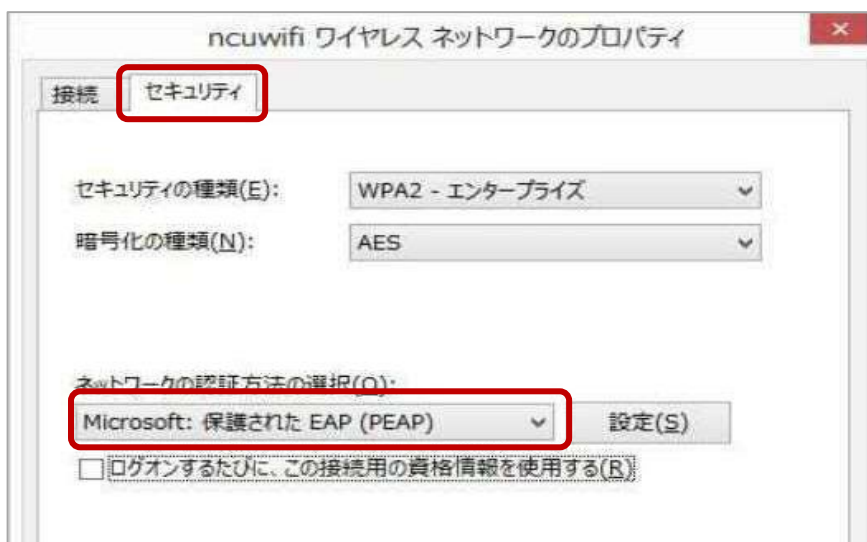 ncuwifi ワイヤレス ネットワークのプロパティ
接続 セキュリティ
セキュリティの種類(E): WPA2 - エンタープライズ
暗号化の種類(N): AES
ネットワークの認証方法の選択(O):
Microsoft: 保護された EAP (PEAP) 設定(S)
ログオンするたびに、この接続用の資格情報を使用する(R)